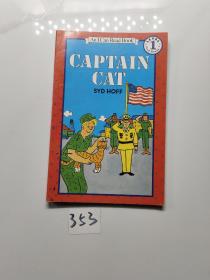 An I Can Read Book
1
CAPTAIN
CAT
SYD HOFF
353